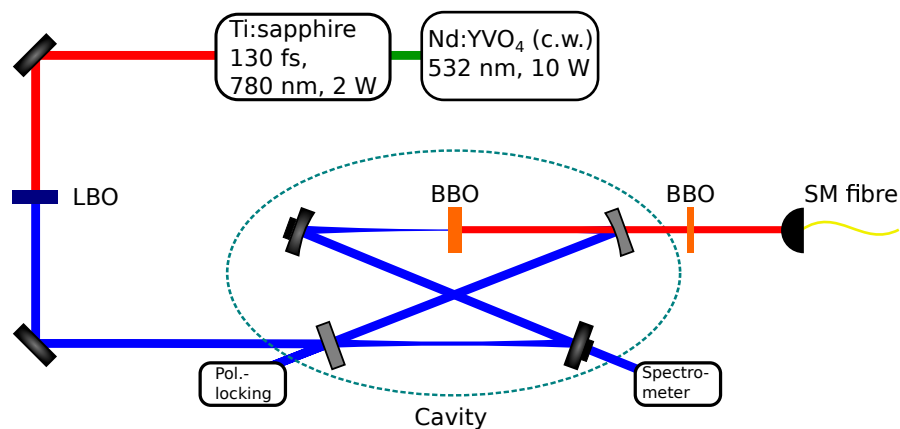 Ti:sapphire
130 fs,
780 nm, 2 W
Nd:YVO₄ (c.w.)
532 nm, 10 W
LBO
BBO
BBO
SM fibre
Pol.-
locking
Spectro-
meter
Cavity